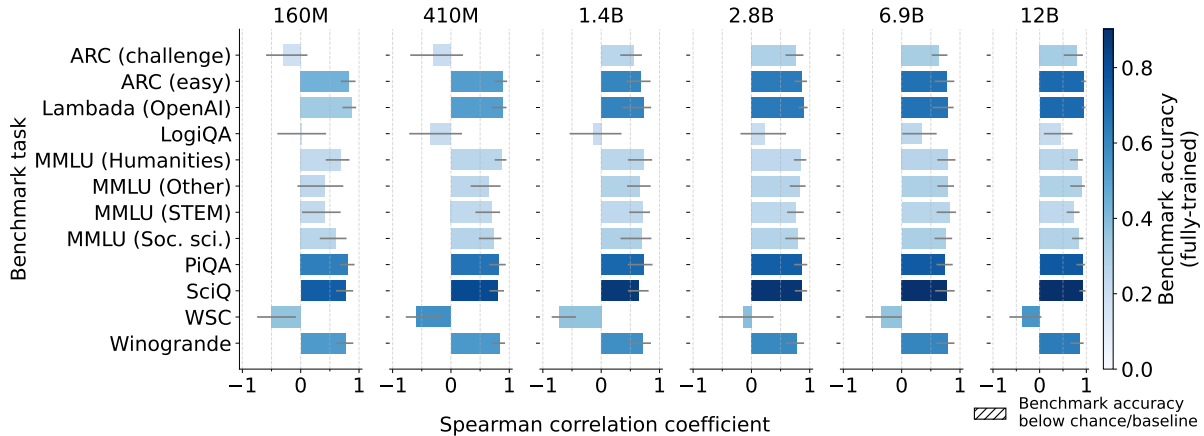 160M 410M 1.4B 2.8B 6.9B 12B
Benchmark task
ARC (challenge)
ARC (easy)
Lambada (OpenAI)
LogiQA
MMLU (Humanities)
MMLU (Other)
MMLU (STEM)
MMLU (Soc. sci.)
PiQA
SciQ
WSC
Winogrande
−1 0 1 −1 0 1 −1 0 1 −1 0 1 −1 0 1 −1 0 1
Spearman correlation coefficient
0.8
0.6
0.4
0.2
0.0
Benchmark accuracy
(fully-trained)
Benchmark accuracy
below chance/baseline